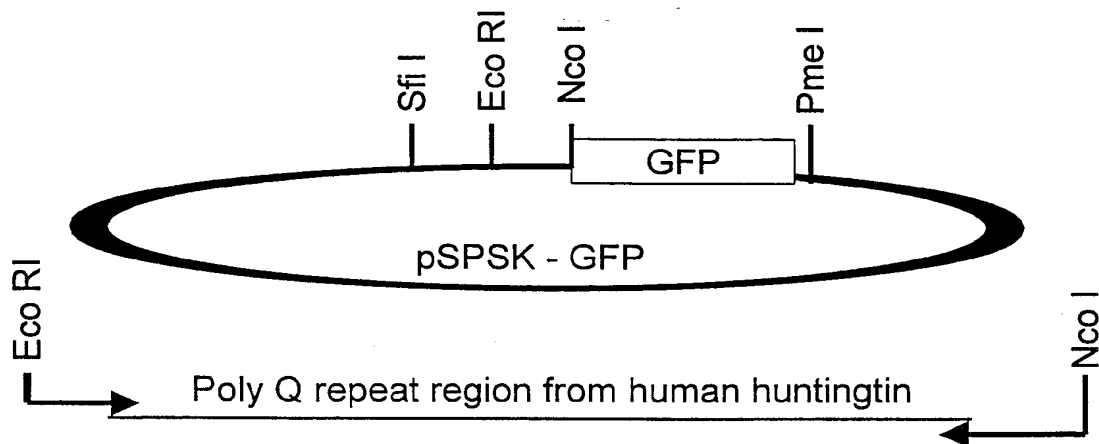 Sfi I
Eco RI
Nco I
Pme I
GFP
pSPSK - GFP
Eco RI
Nco I
Poly Q repeat region from human huntingtin